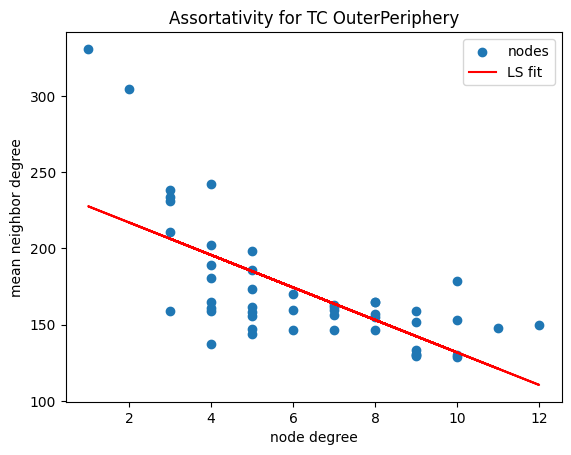 Assortativity for TC OuterPeriphery
nodes
LS fit
mean neighbor degree
300
250
200
150
100
2
4
6
8
10
12
node degree